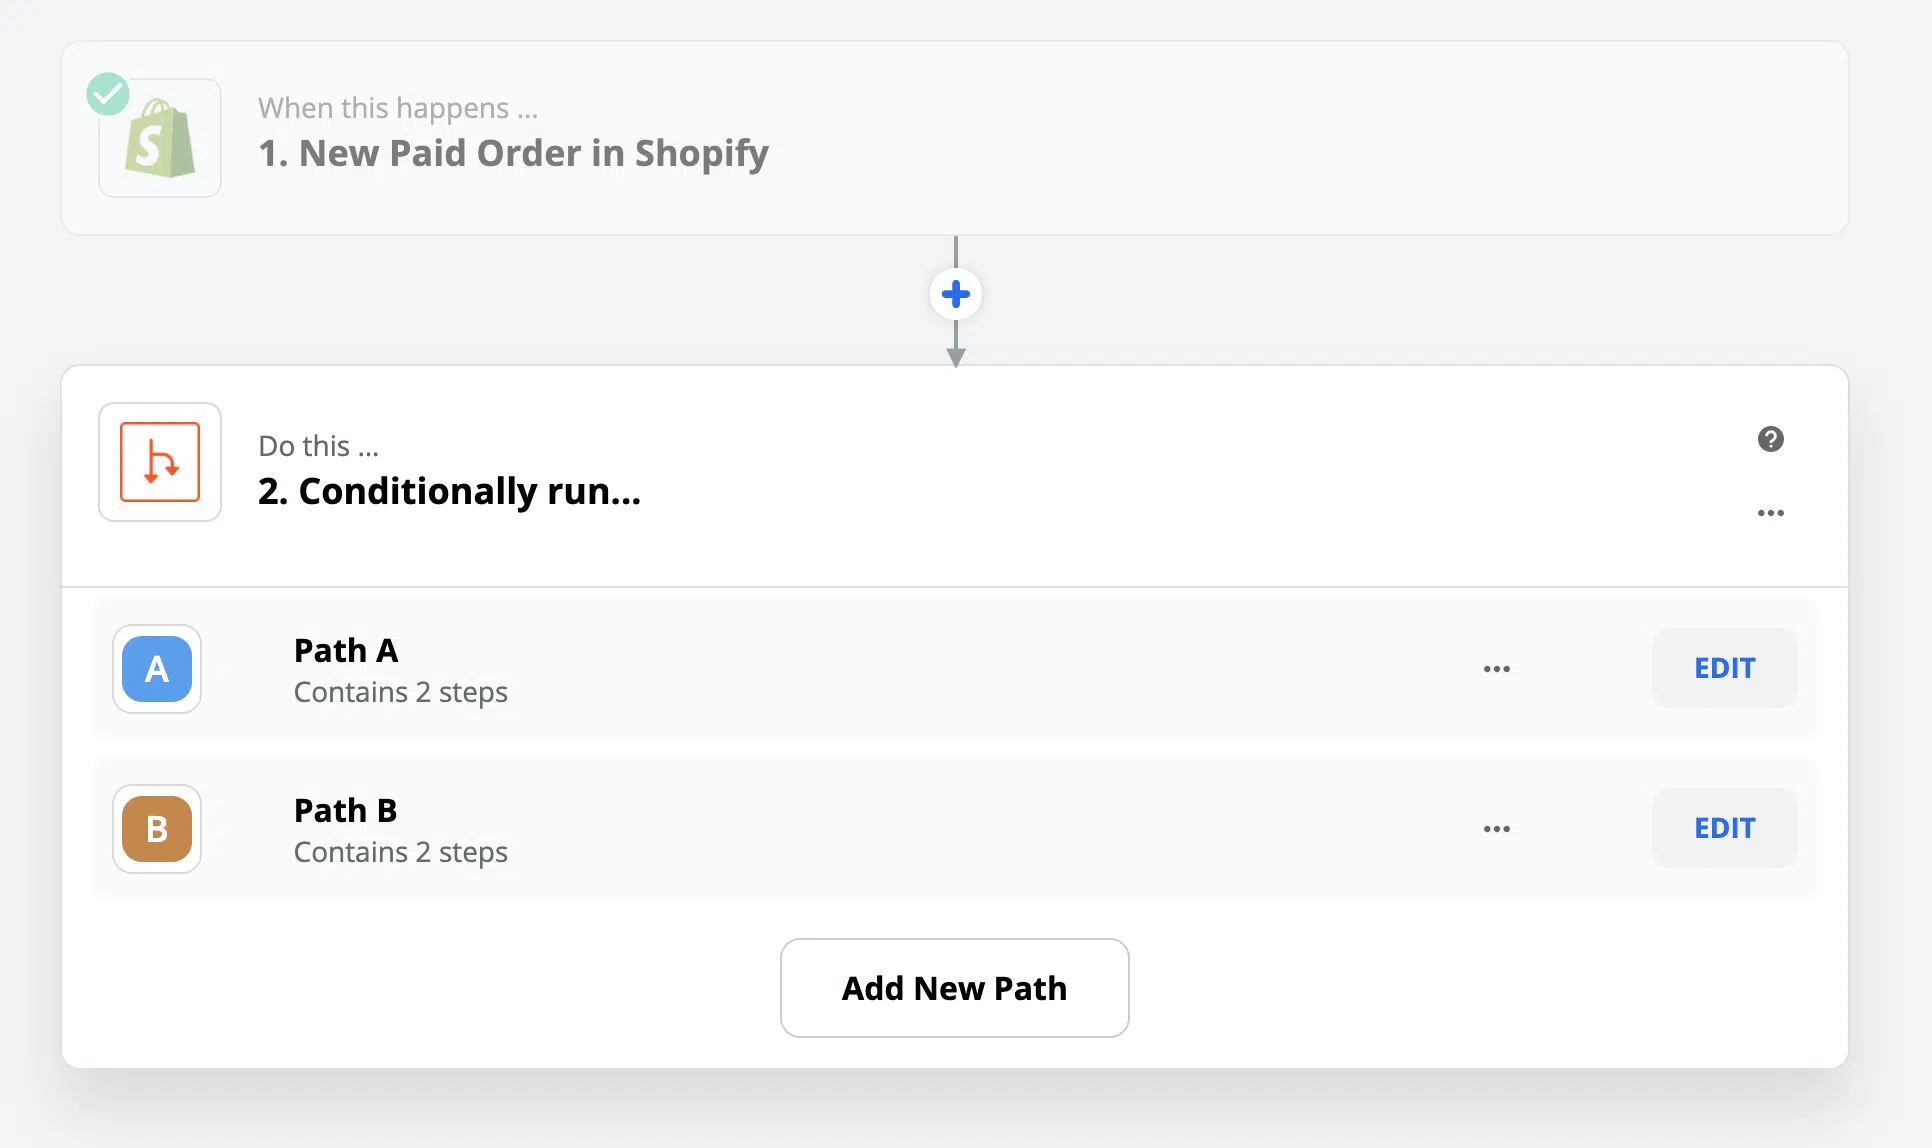 When this happens ...
1. New Paid Order in Shopify
Do this ...
2. Conditionally run...
A
Path A
Contains 2 steps
EDIT
B
Path B
Contains 2 steps
EDIT
Add New Path